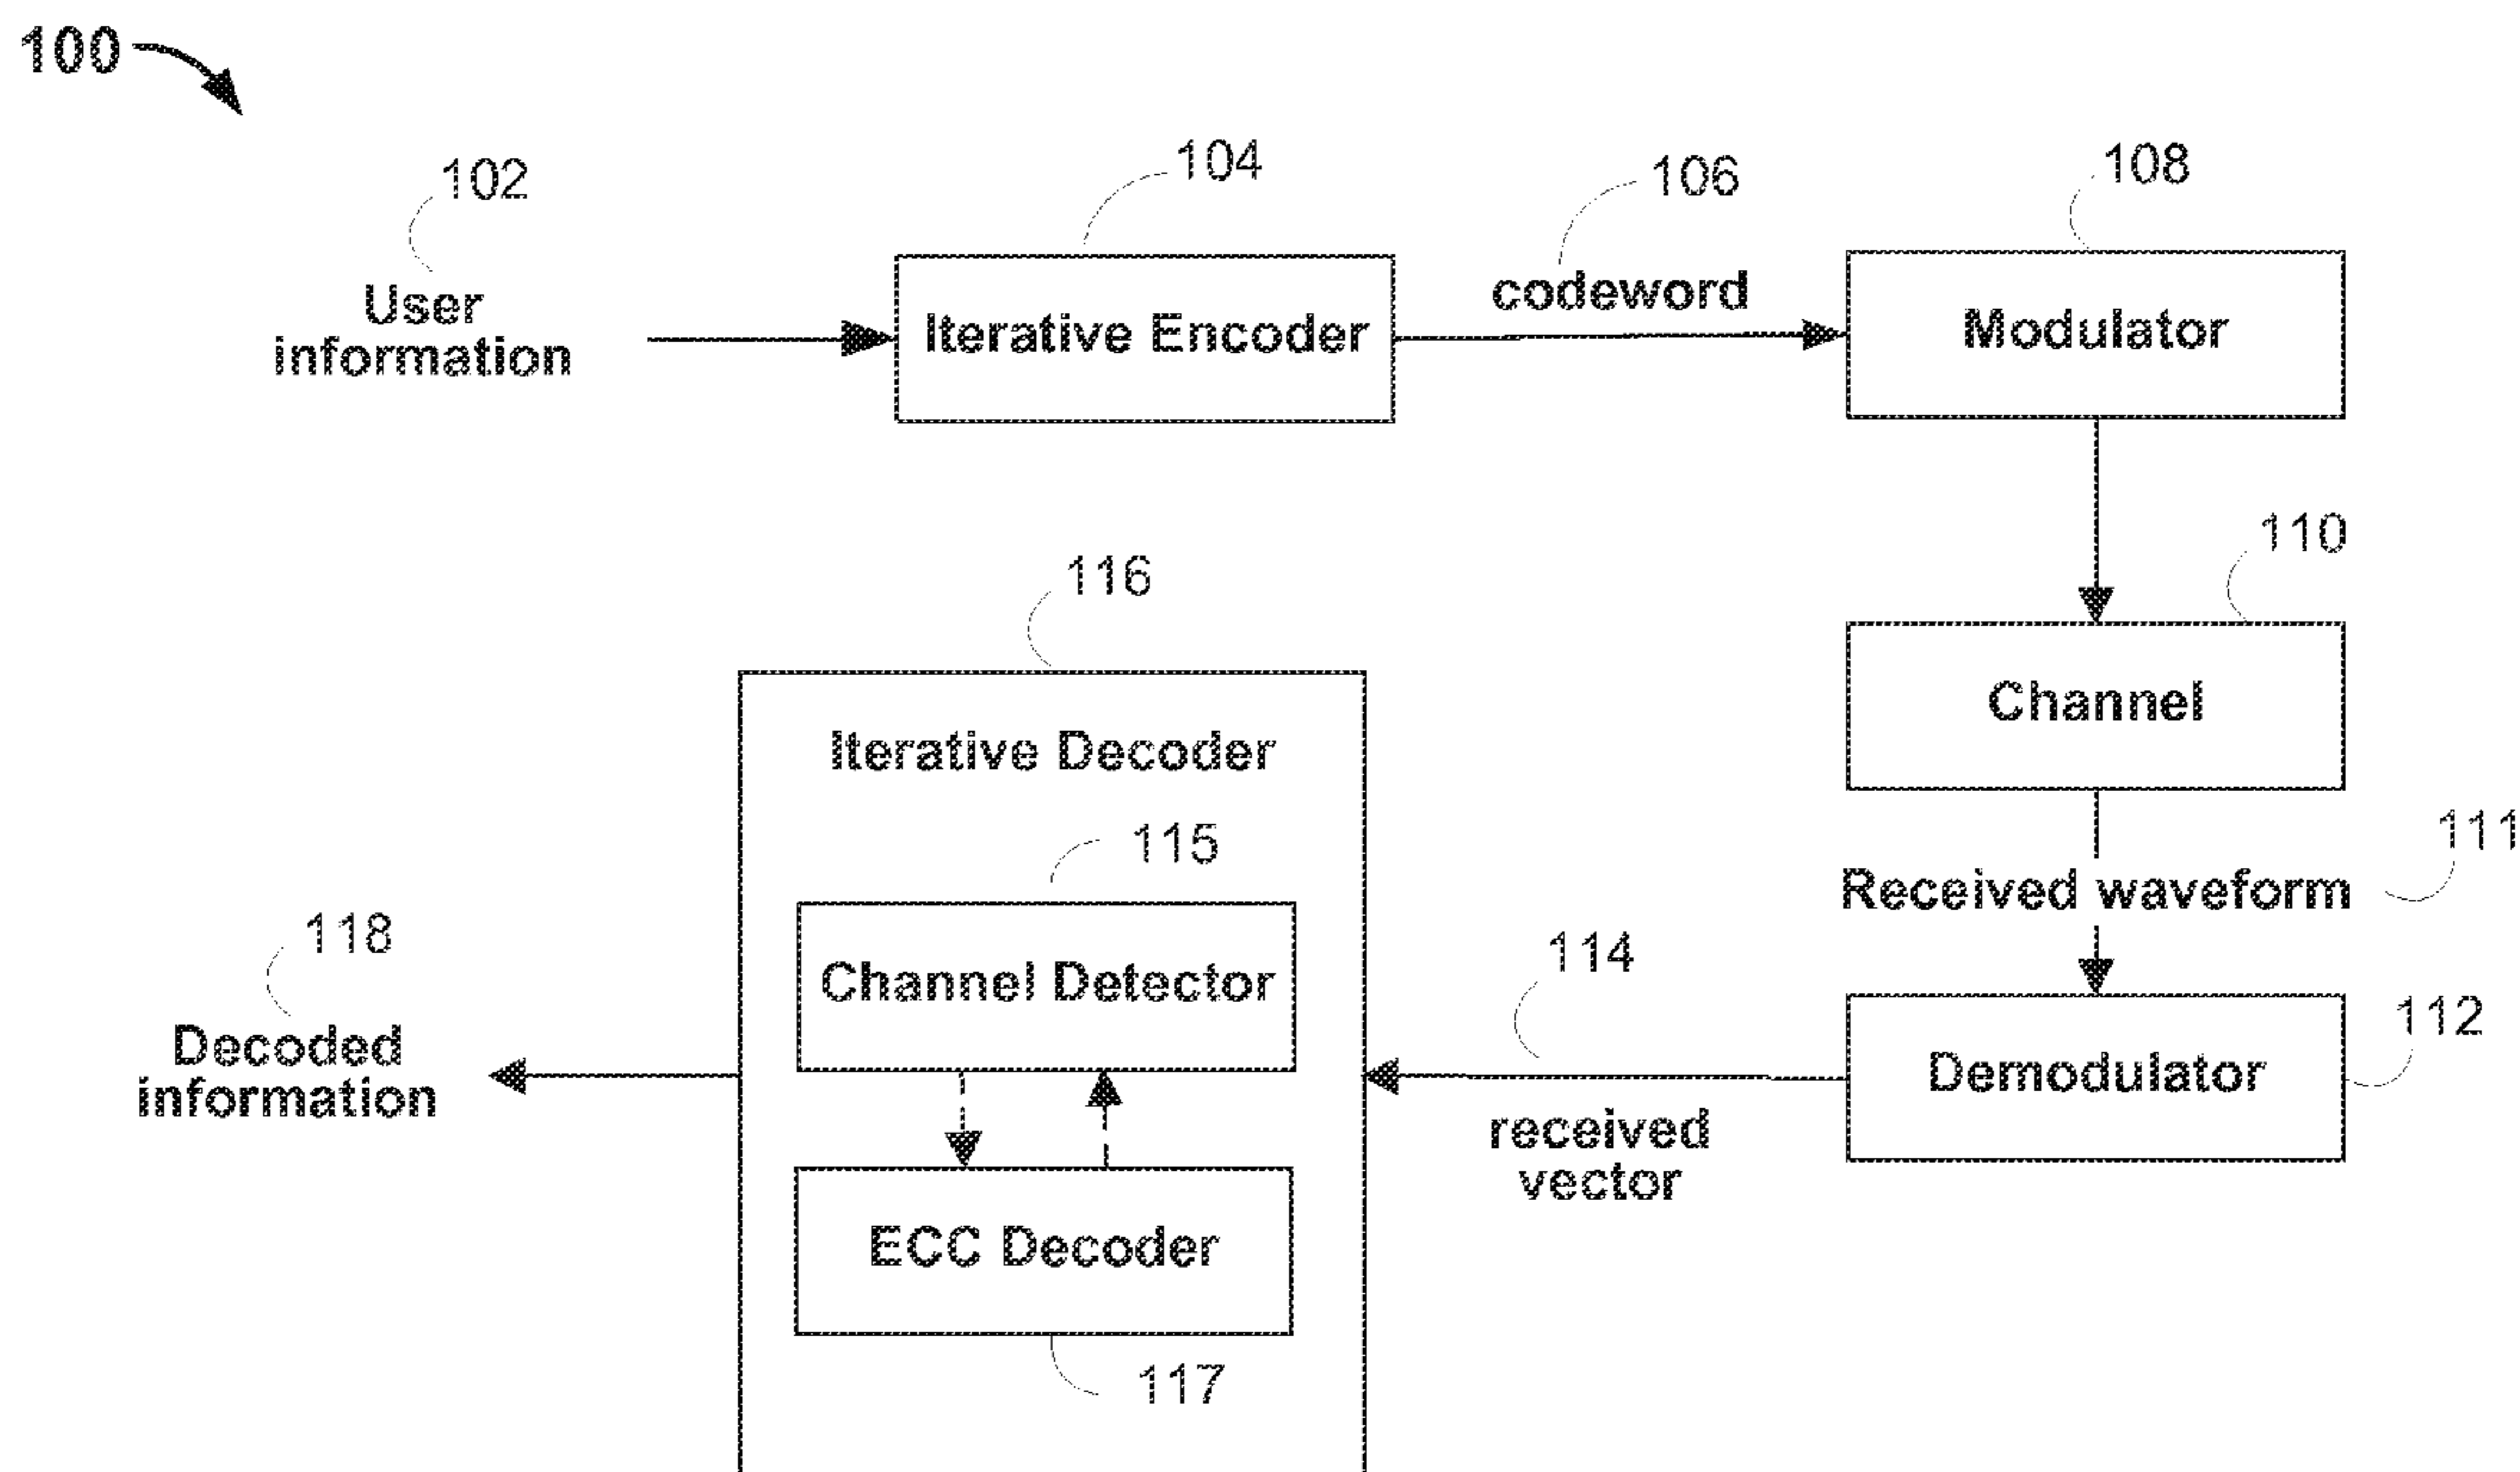 100
102
104
106
108
User
information
Iterative Encoder
codeword
Modulator
110
116
Channel
Iterative Decoder
115
111
Received waveform
118
114
Channel Detector
112
Decoded
information
Demodulator
received
vector
ECC Decoder
117